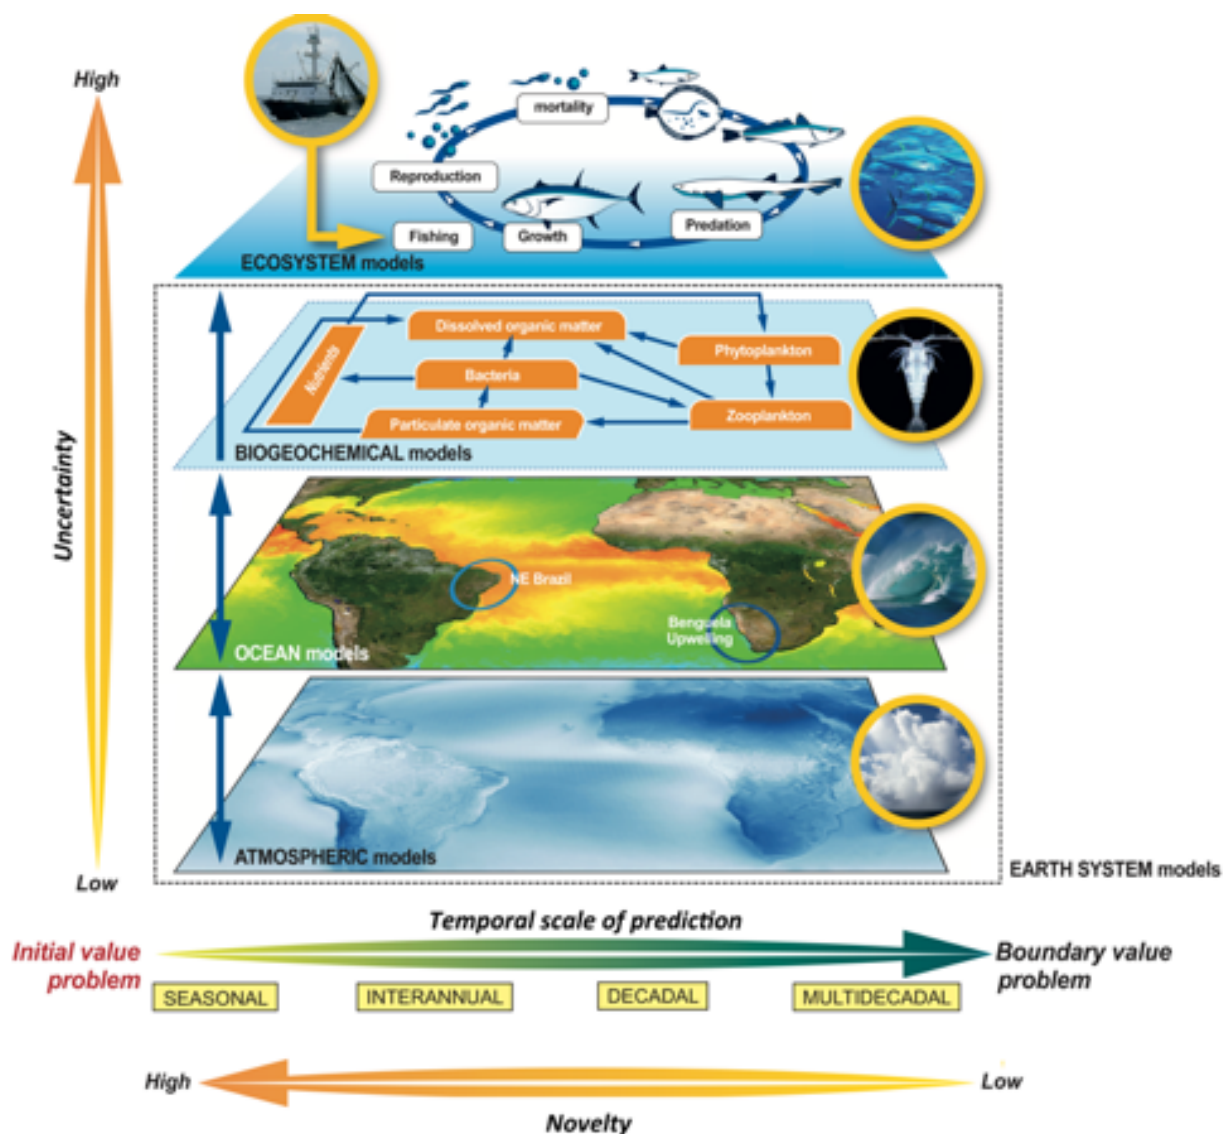 High
mortality
Reproduction
Predation
Fishing
Growth
ECOSYSTEM models
Dissolved organic matter
Nutrients
Phytoplankton
Bacteria
Zooplankton
Particulate organic matter
BIOGEOCHEMICAL models
Uncertainty
NE Brazil
Benguela
Upwelling
OCEAN models
ATMOSPHERIC models
Low
EARTH SYSTEM models
Temporal scale of prediction
Initial value
problem
Boundary value
problem
SEASONAL
INTERANNUAL
DECADAL
MULTIDECADAL
High
Low
Novelty